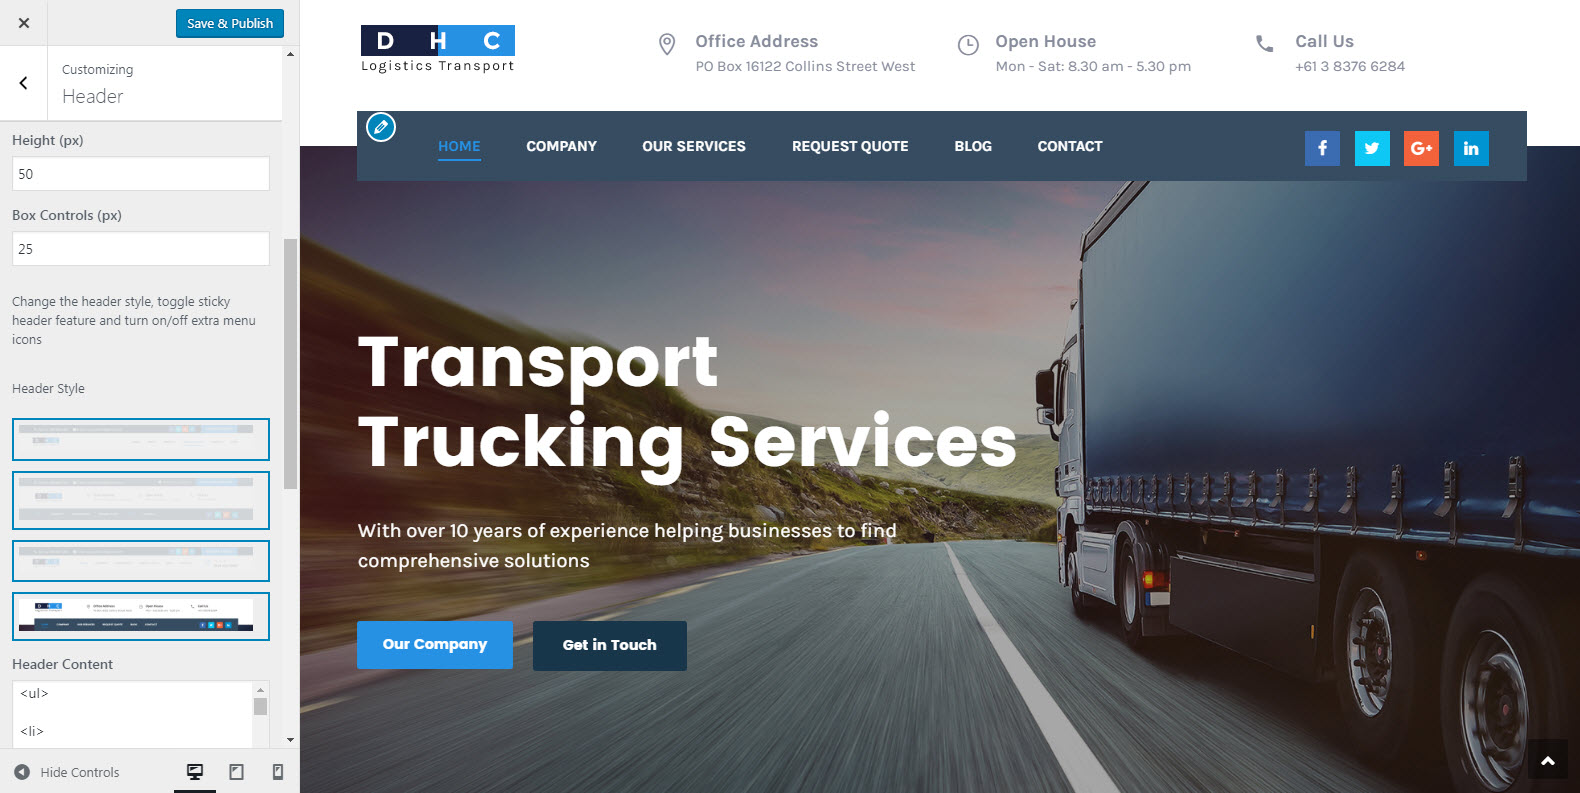 Save & Publish
Customizing
Header
Height (px)
50
Box Controls (px)
25
Change the header style, toggle sticky
header feature and turn on/off extra menu
icons
Header Style
Header Content
<ul>
<li>
Hide Controls
D H C
Logistics Transport
Office Address
PO Box 16122 Collins Street West
Open House
Mon - Sat: 8.30 am - 5.30 pm
Call Us
+61 3 8376 6284
HOME COMPANY OUR SERVICES REQUEST QUOTE BLOG CONTACT
Transport
Trucking Services
With over 10 years of experience helping businesses to find
comprehensive solutions
Our Company
Get in Touch